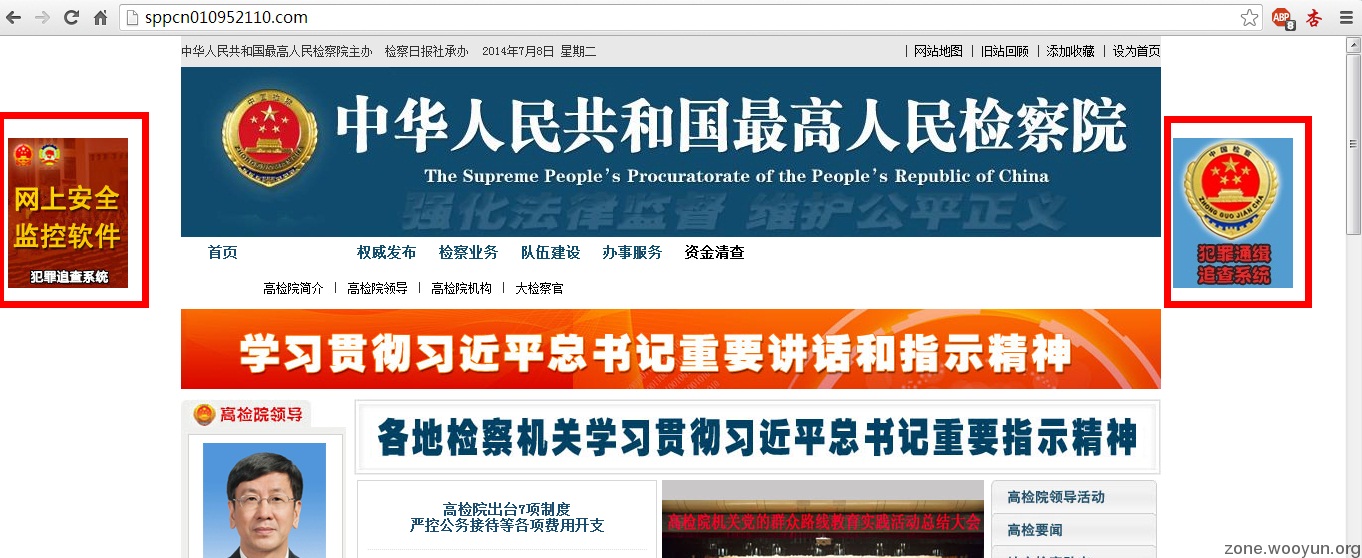 sppcn010952110.com
ABP
8
杏
中华人民共和国最高人民检察院主办 检察日报社承办 2014年7月8日 星期二
| 网站地图 | 旧站回顾 | 添加收藏 | 设为首页
中华人民共和国最高人民检察院
The Supreme People's Procuratorate of the People's Republic of China
强化法律监督 维护公平正义
网上安全
监控软件
犯罪追查系统
中国检察
ZHONG GUO JIAN CHA
犯罪通缉
追查系统
首页 权威发布 检察业务 队伍建设 办事服务 资金清查
高检院简介 | 高检院领导 | 高检院机构 | 大检察官
学习贯彻习近平总书记重要讲话和指示精神
高检院领导
各地检察机关学习贯彻习近平总书记重要指示精神
高检院出台7项制度
严控公务接待等各项费用开支
高检院机关党的群众路线教育实践活动总结大会
高检院领导活动
高检要闻
zone.wooyun.org